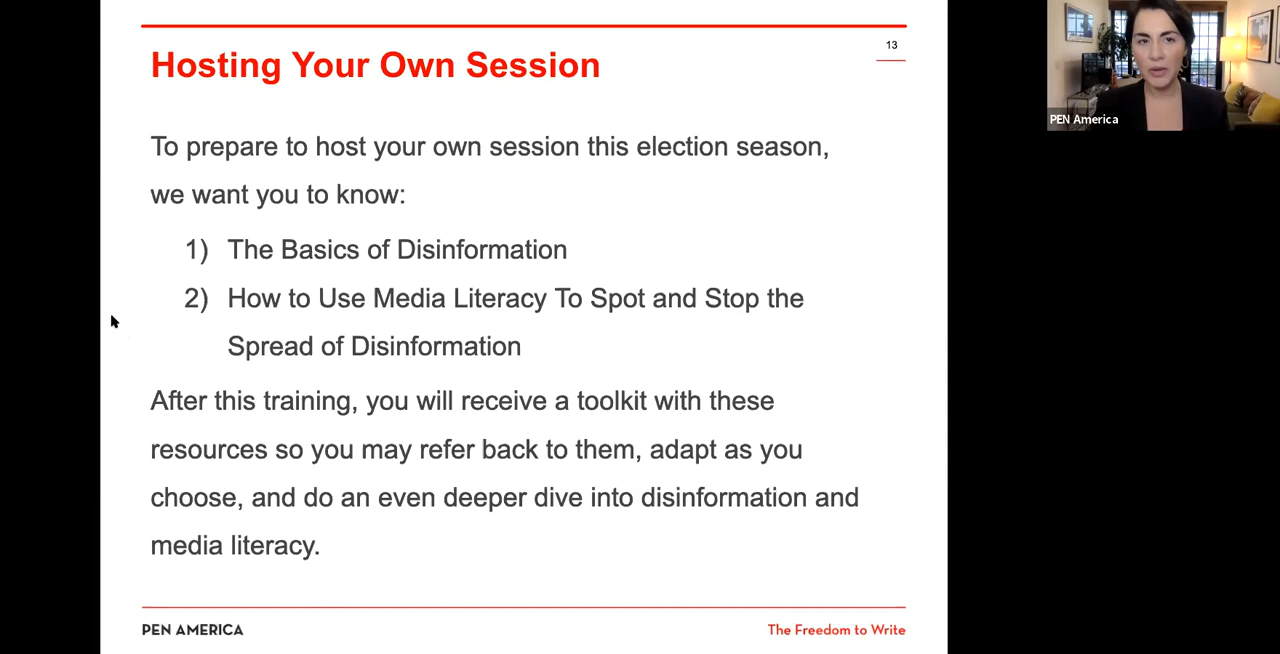 Hosting Your Own Session
13
To prepare to host your own session this election season,
we want you to know:
1) The Basics of Disinformation
2) How to Use Media Literacy To Spot and Stop the
Spread of Disinformation
After this training, you will receive a toolkit with these
resources so you may refer back to them, adapt as you
choose, and do an even deeper dive into disinformation and
media literacy.
PEN AMERICA
The Freedom to Write
PEN America